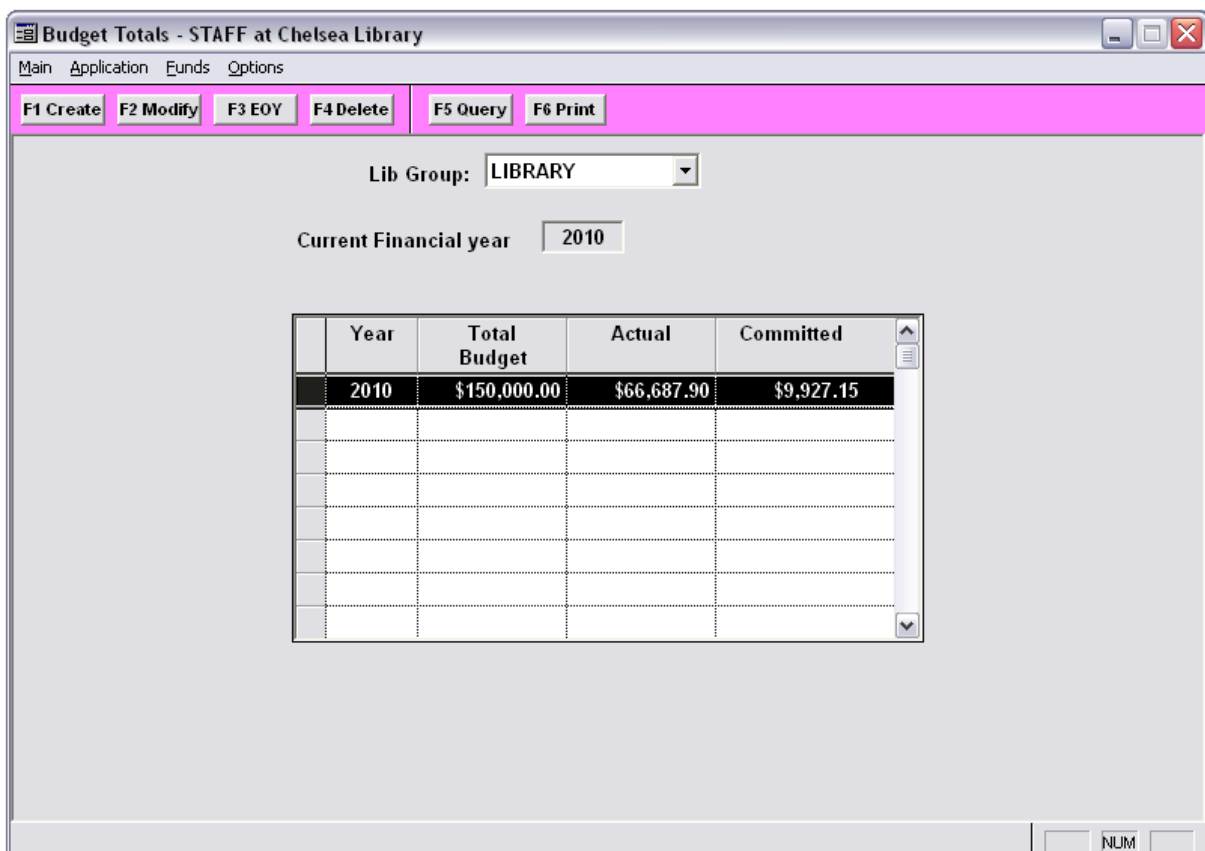 Budget Totals - STAFF at Chelsea Library
Main Application Funds Options
F1 Create F2 Modify F3 EOY F4 Delete F5 Query F6 Print
Lib Group: LIBRARY
Current Financial year 2010
Year Total Budget Actual Committed
2010 $150,000.00 $66,687.90 $9,927.15
NUM